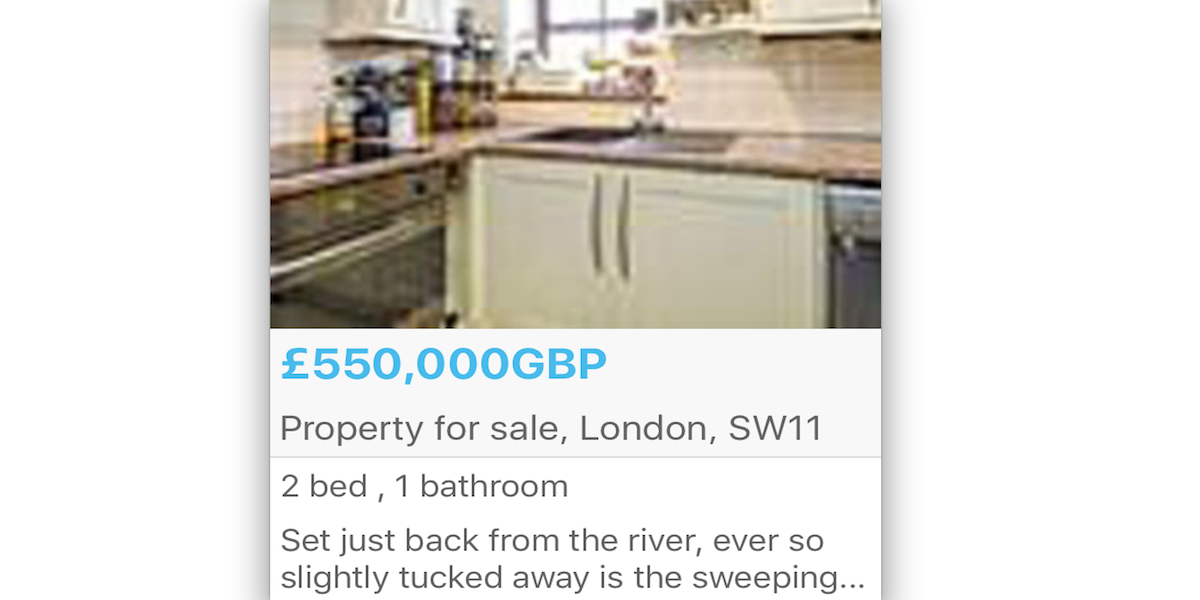 £550,000GBP
Property for sale, London, SW11
2 bed , 1 bathroom
Set just back from the river, ever so
slightly tucked away is the sweeping...